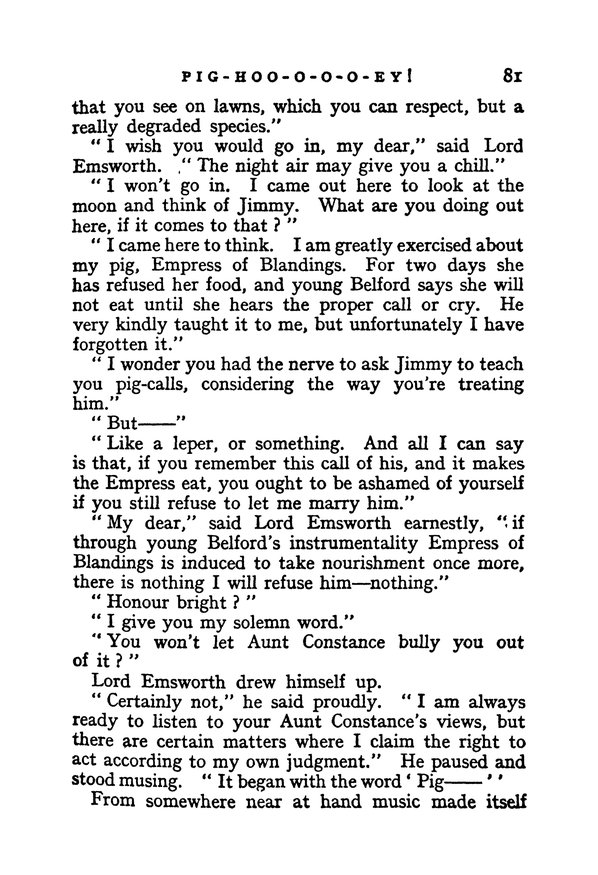 PIG-HOO-O-O-O-EY! 81
that you see on lawns, which you can respect, but a
really degraded species.”
“ I wish you would go in, my dear,” said Lord
Emsworth. “ The night air may give you a chill.”
“ I won’t go in. I came out here to look at the
moon and think of Jimmy. What are you doing out
here, if it comes to that ? ”
“ I came here to think. I am greatly exercised about
my pig, Empress of Blandings. For two days she
has refused her food, and young Belford says she will
not eat until she hears the proper call or cry. He
very kindly taught it to me, but unfortunately I have
forgotten it.”
“ I wonder you had the nerve to ask Jimmy to teach
you pig-calls, considering the way you’re treating
him.”
“ But——”
“ Like a leper, or something. And all I can say
is that, if you remember this call of his, and it makes
the Empress eat, you ought to be ashamed of yourself
if you still refuse to let me marry him.”
“ My dear,” said Lord Emsworth earnestly, “ if
through young Belford’s instrumentality Empress of
Blandings is induced to take nourishment once more,
there is nothing I will refuse him—nothing.”
“ Honour bright ? ”
“ I give you my solemn word.”
“ You won’t let Aunt Constance bully you out
of it ? ”
Lord Emsworth drew himself up.
“ Certainly not,” he said proudly. “ I am always
ready to listen to your Aunt Constance’s views, but
there are certain matters where I claim the right to
act according to my own judgment.” He paused and
stood musing. “ It began with the word ‘ Pig—— ’ ’
From somewhere near at hand music made itself